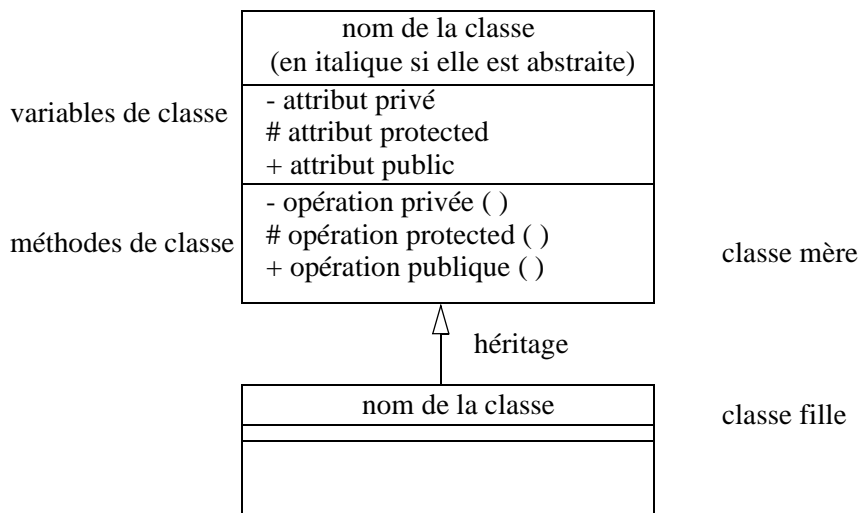 nom de la classe
(en italique si elle est abstraite)
variables de classe
- attribut privé
# attribut protected
+ attribut public
méthodes de classe
- opération privée ( )
# opération protected ( )
+ opération publique ( )
classe mère
héritage
nom de la classe
classe fille